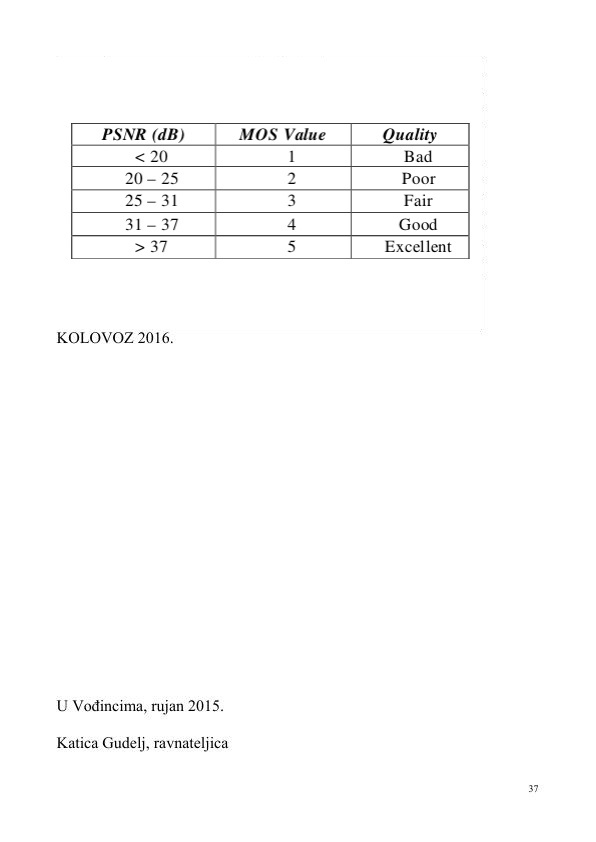 PSNR (dB) MOS Value Quality
< 20 1 Bad
20 – 25 2 Poor
25 – 31 3 Fair
31 – 37 4 Good
> 37 5 Excellent
KOLOVOZ 2016.
U Vođincima, rujan 2015.
Katica Gudelj, ravnateljica
37